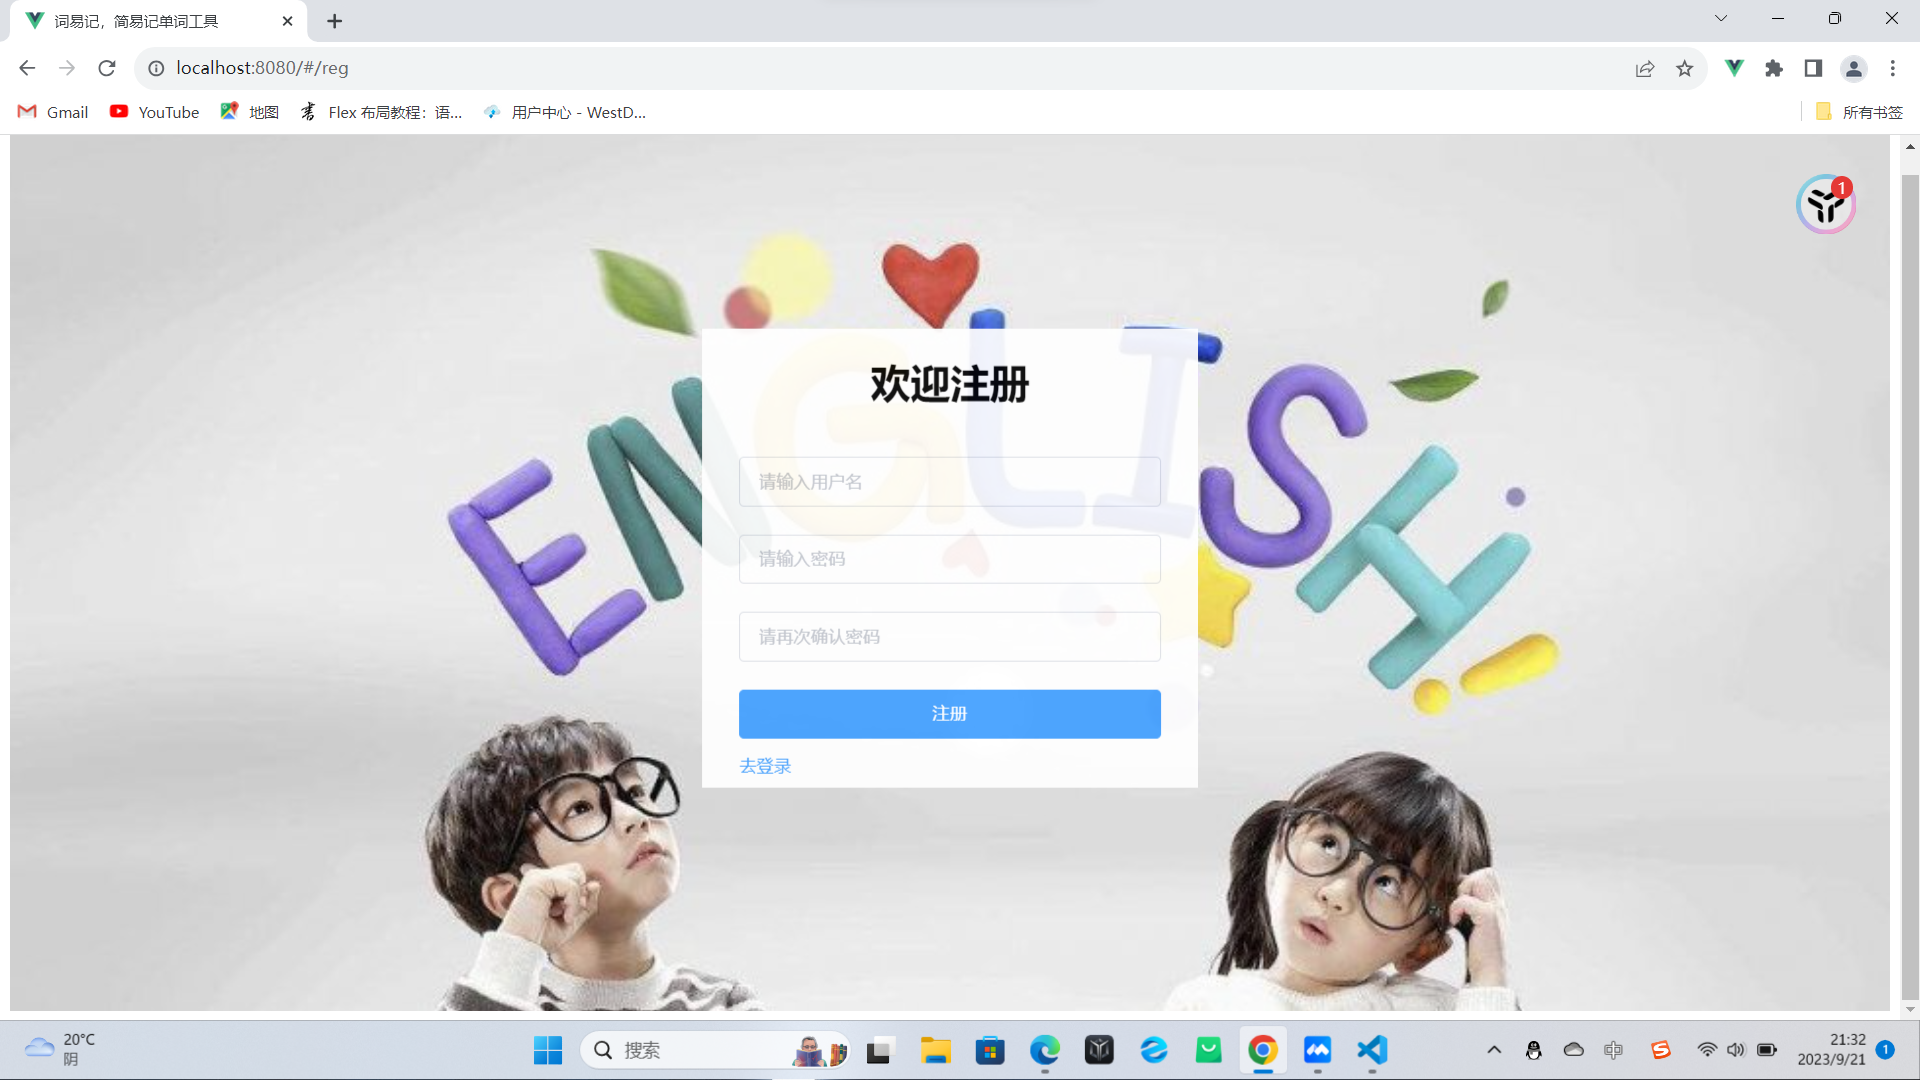 词易记，简易记单词工具
localhost:8080/#/reg
Gmail
YouTube
地图
Flex 布局教程：语...
用户中心 - WestD...
所有书签
1
ENGLISH
欢迎注册
请输入用户名
请输入密码
请再次确认密码
注册
去登录
20°C
阴
搜索
中
21:32
2023/9/21
1